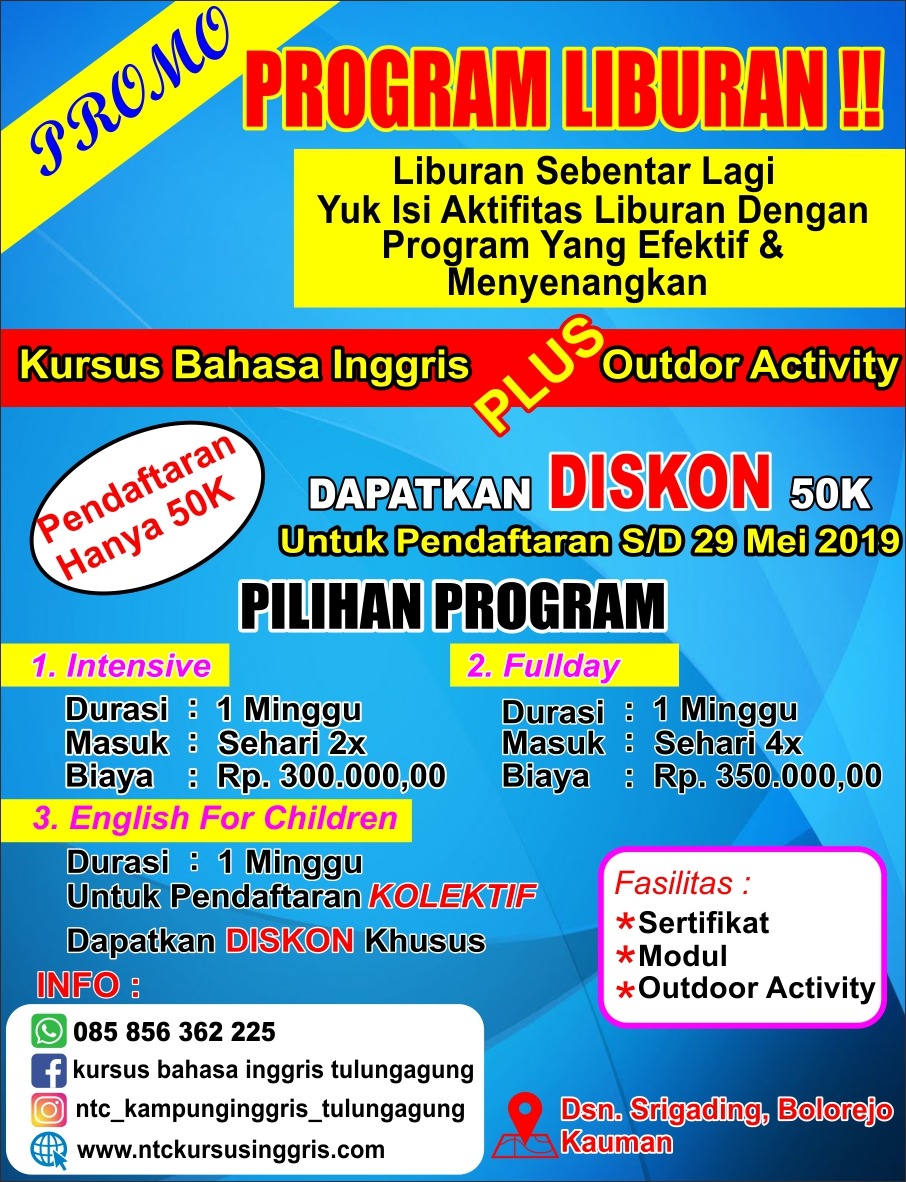 PROMO
PROGRAM LIBURAN !!
Liburan Sebentar Lagi
Yuk Isi Aktifitas Liburan Dengan
Program Yang Efektif &
Menyenangkan
Kursus Bahasa Inggris PLUS Outdor Activity
Pendaftaran
Hanya 50K
DAPATKAN DISKON 50K
Untuk Pendaftaran S/D 29 Mei 2019
PILIHAN PROGRAM
1. Intensive
Durasi : 1 Minggu
Masuk : Sehari 2x
Biaya : Rp. 300.000,00
2. Fullday
Durasi : 1 Minggu
Masuk : Sehari 4x
Biaya : Rp. 350.000,00
3. English For Children
Durasi : 1 Minggu
Untuk Pendaftaran KOLEKTIF
Dapatkan DISKON Khusus
Fasilitas :
*Sertifikat
*Modul
*Outdoor Activity
INFO :
085 856 362 225
kursus bahasa inggris tulungagung
ntc_kampunginggris_tulungagung
www.ntckursusinggris.com
Dsn. Srigading, Bolorejo
Kauman